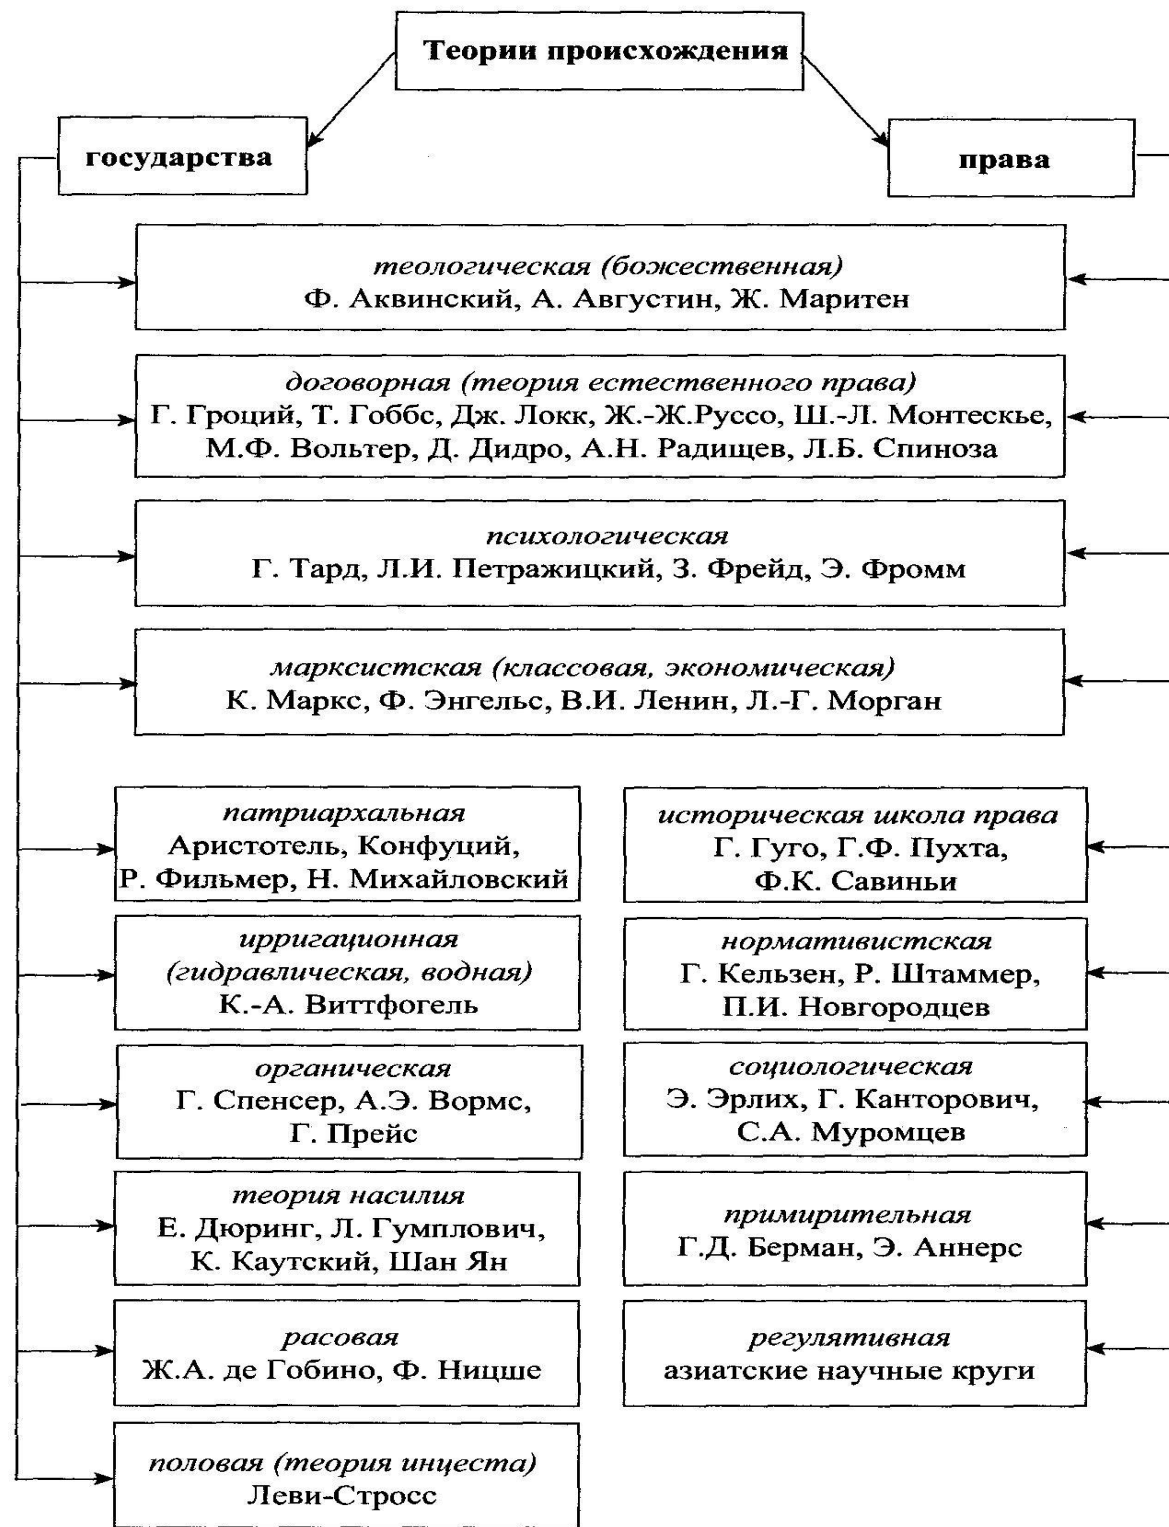 Теории происхождения
государства
права
теологическая (божественная)
Ф. Аквинский, А. Августин, Ж. Маритен
договорная (теория естественного права)
Г. Гроций, Т. Гоббс, Дж. Локк, Ж.-Ж.Руссо, Ш.-Л. Монтескье,
М.Ф. Вольтер, Д. Дидро, А.Н. Радищев, Л.Б. Спиноза
психологическая
Г. Тард, Л.И. Петражицкий, З. Фрейд, Э. Фромм
марксистская (классовая, экономическая)
К. Маркс, Ф. Энгельс, В.И. Ленин, Л.-Г. Морган
патриархальная
Аристотель, Конфуций,
Р. Фильмер, Н. Михайловский
историческая школа права
Г. Гуго, Г.Ф. Пухта,
Ф.К. Савиньи
ирригационная
(гидравлическая, водная)
К.-А. Виттфогель
нормативистская
Г. Кельзен, Р. Штаммер,
П.И. Новгородцев
органическая
Г. Спенсер, А.Э. Вормс,
Г. Прейс
социологическая
Э. Эрлих, Г. Канторович,
С.А. Муромцев
теория насилия
Е. Дюринг, Л. Гумплович,
К. Каутский, Шан Ян
примирительная
Г.Д. Берман, Э. Аннерс
расовая
Ж.А. де Гобино, Ф. Ницше
регулятивная
азиатские научные круги
половая (теория инцеста)
Леви-Стросс